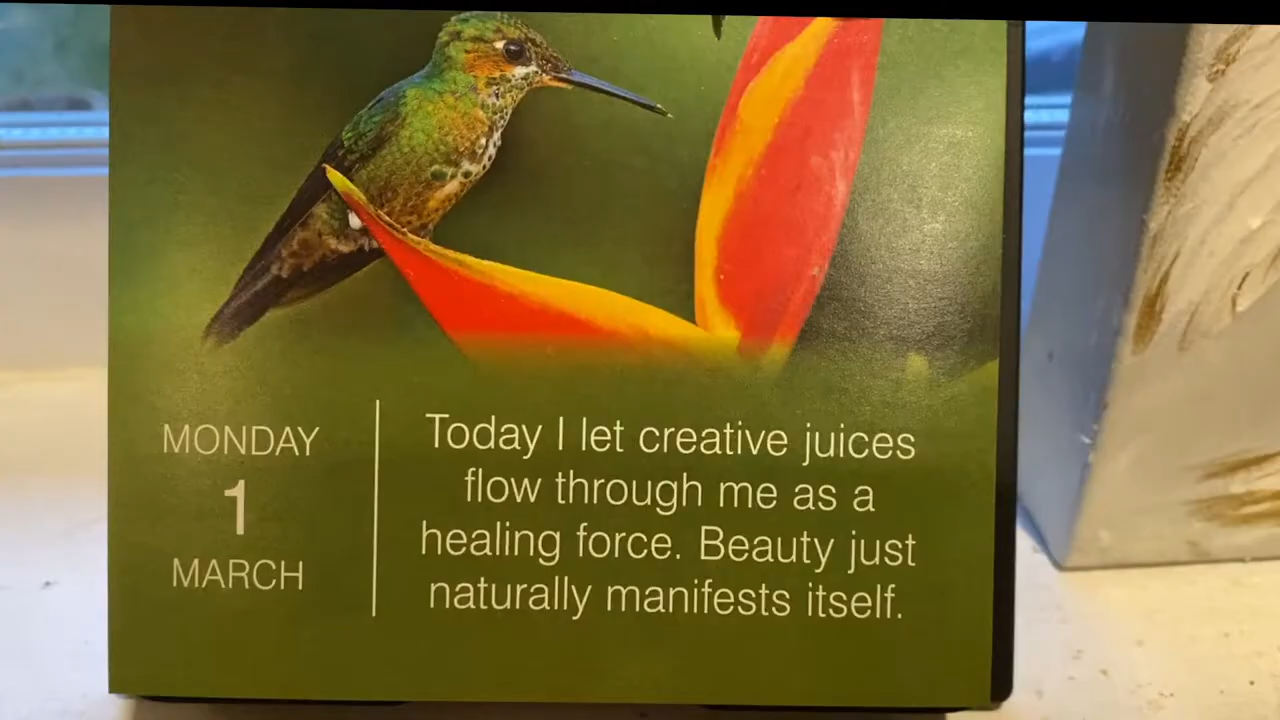 MONDAY
1
MARCH
Today I let creative juices
flow through me as a
healing force. Beauty just
naturally manifests itself.